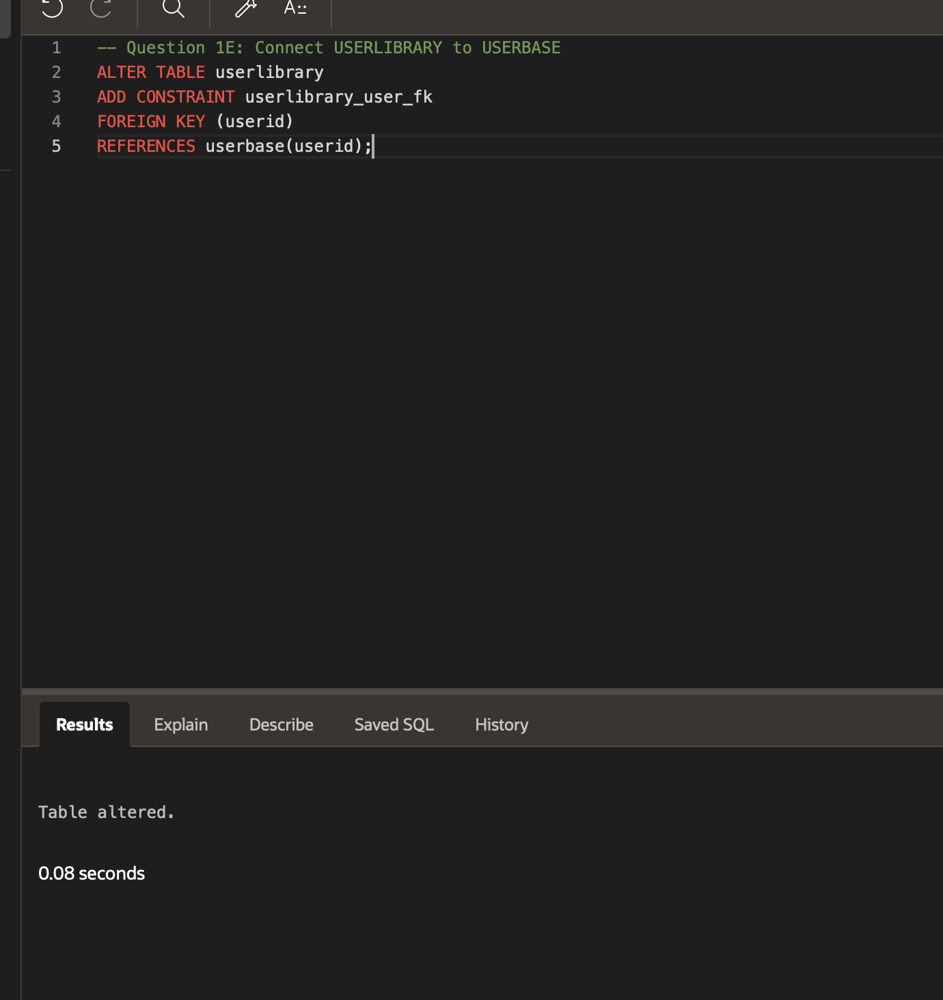 1 -- Question 1E: Connect USERLIBRARY to USERBASE
2 ALTER TABLE userlibrary
3 ADD CONSTRAINT userlibrary_user_fk
4 FOREIGN KEY (userid)
5 REFERENCES userbase(userid);
Results Explain Describe Saved SQL History
Table altered.
0.08 seconds